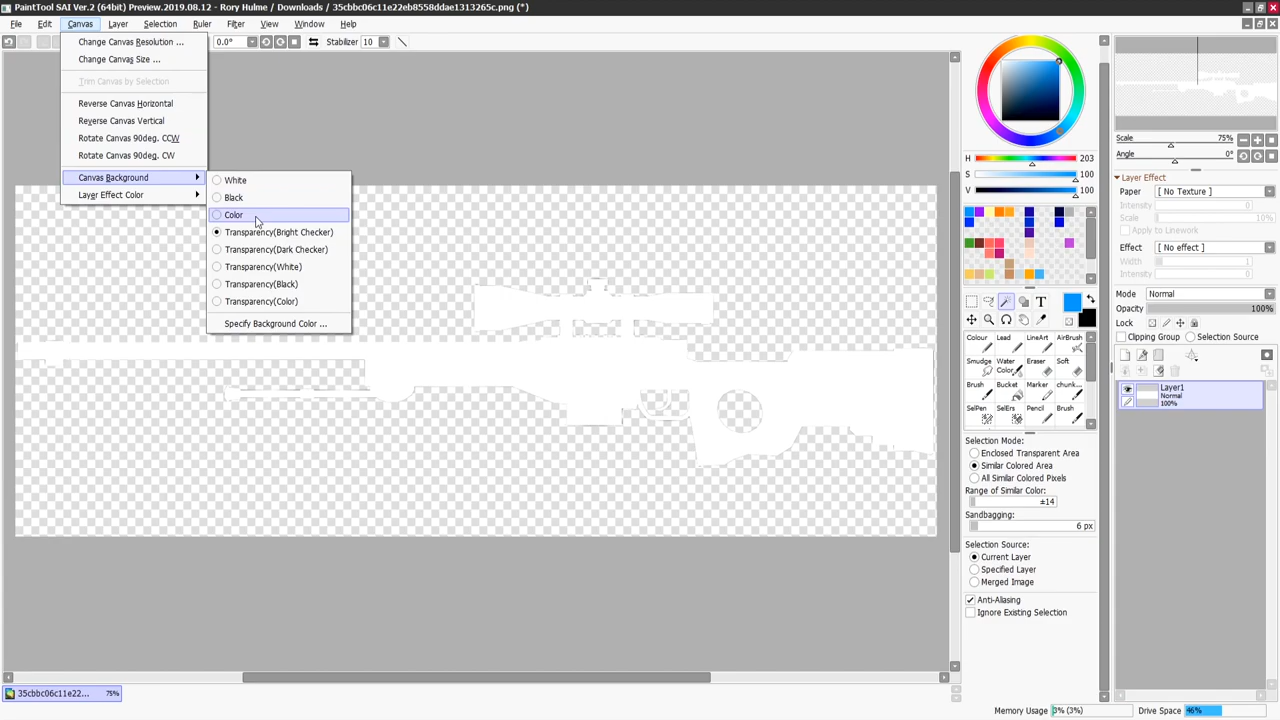 PaintTool SAI Ver.2 (64bit) Preview.2019.08.12 - Rory Hulme / Downloads / 35cbbc06c11e22eb8558ddae1313265c.png (*)
File Edit Canvas Layer Selection Ruler Filter View Window Help
0.0° Stabilizer 10
Change Canvas Resolution ...
Change Canvas Size ...
Trim Canvas by Selection
Reverse Canvas Horizontal
Reverse Canvas Vertical
Rotate Canvas 90deg. CCW
Rotate Canvas 90deg. CW
Canvas Background
Layer Effect Color
White
Black
Color
Transparency(Bright Checker)
Transparency(Dark Checker)
Transparency(White)
Transparency(Black)
Transparency(Color)
Specify Background Color ...
H 203
S 100
V 100
T
Colour Lead LineArt AirBrush
Smudge Water Color Eraser Soft
Brush Bucket Marker chunk...
SelPen SelErs Pencil Brush
Selection Mode:
Enclosed Transparent Area
Similar Colored Area
All Similar Colored Pixels
Range of Similar Color:
±14
Sandbagging:
6 px
Selection Source:
Current Layer
Specified Layer
Merged Image
Anti-Aliasing
Ignore Existing Selection
Scale 75%
Angle 0°
Layer Effect
Paper [ No Texture ]
Intensity 0
Scale 10%
Apply to Linework
Effect [ No effect ]
Width 1
Intensity 0
Mode Normal
Opacity 100%
Lock
Clipping Group Selection Source
Layer1
Normal
100%
35cbbc06c11e22... 75%
Memory Usage 3% (3%) Drive Space 46%